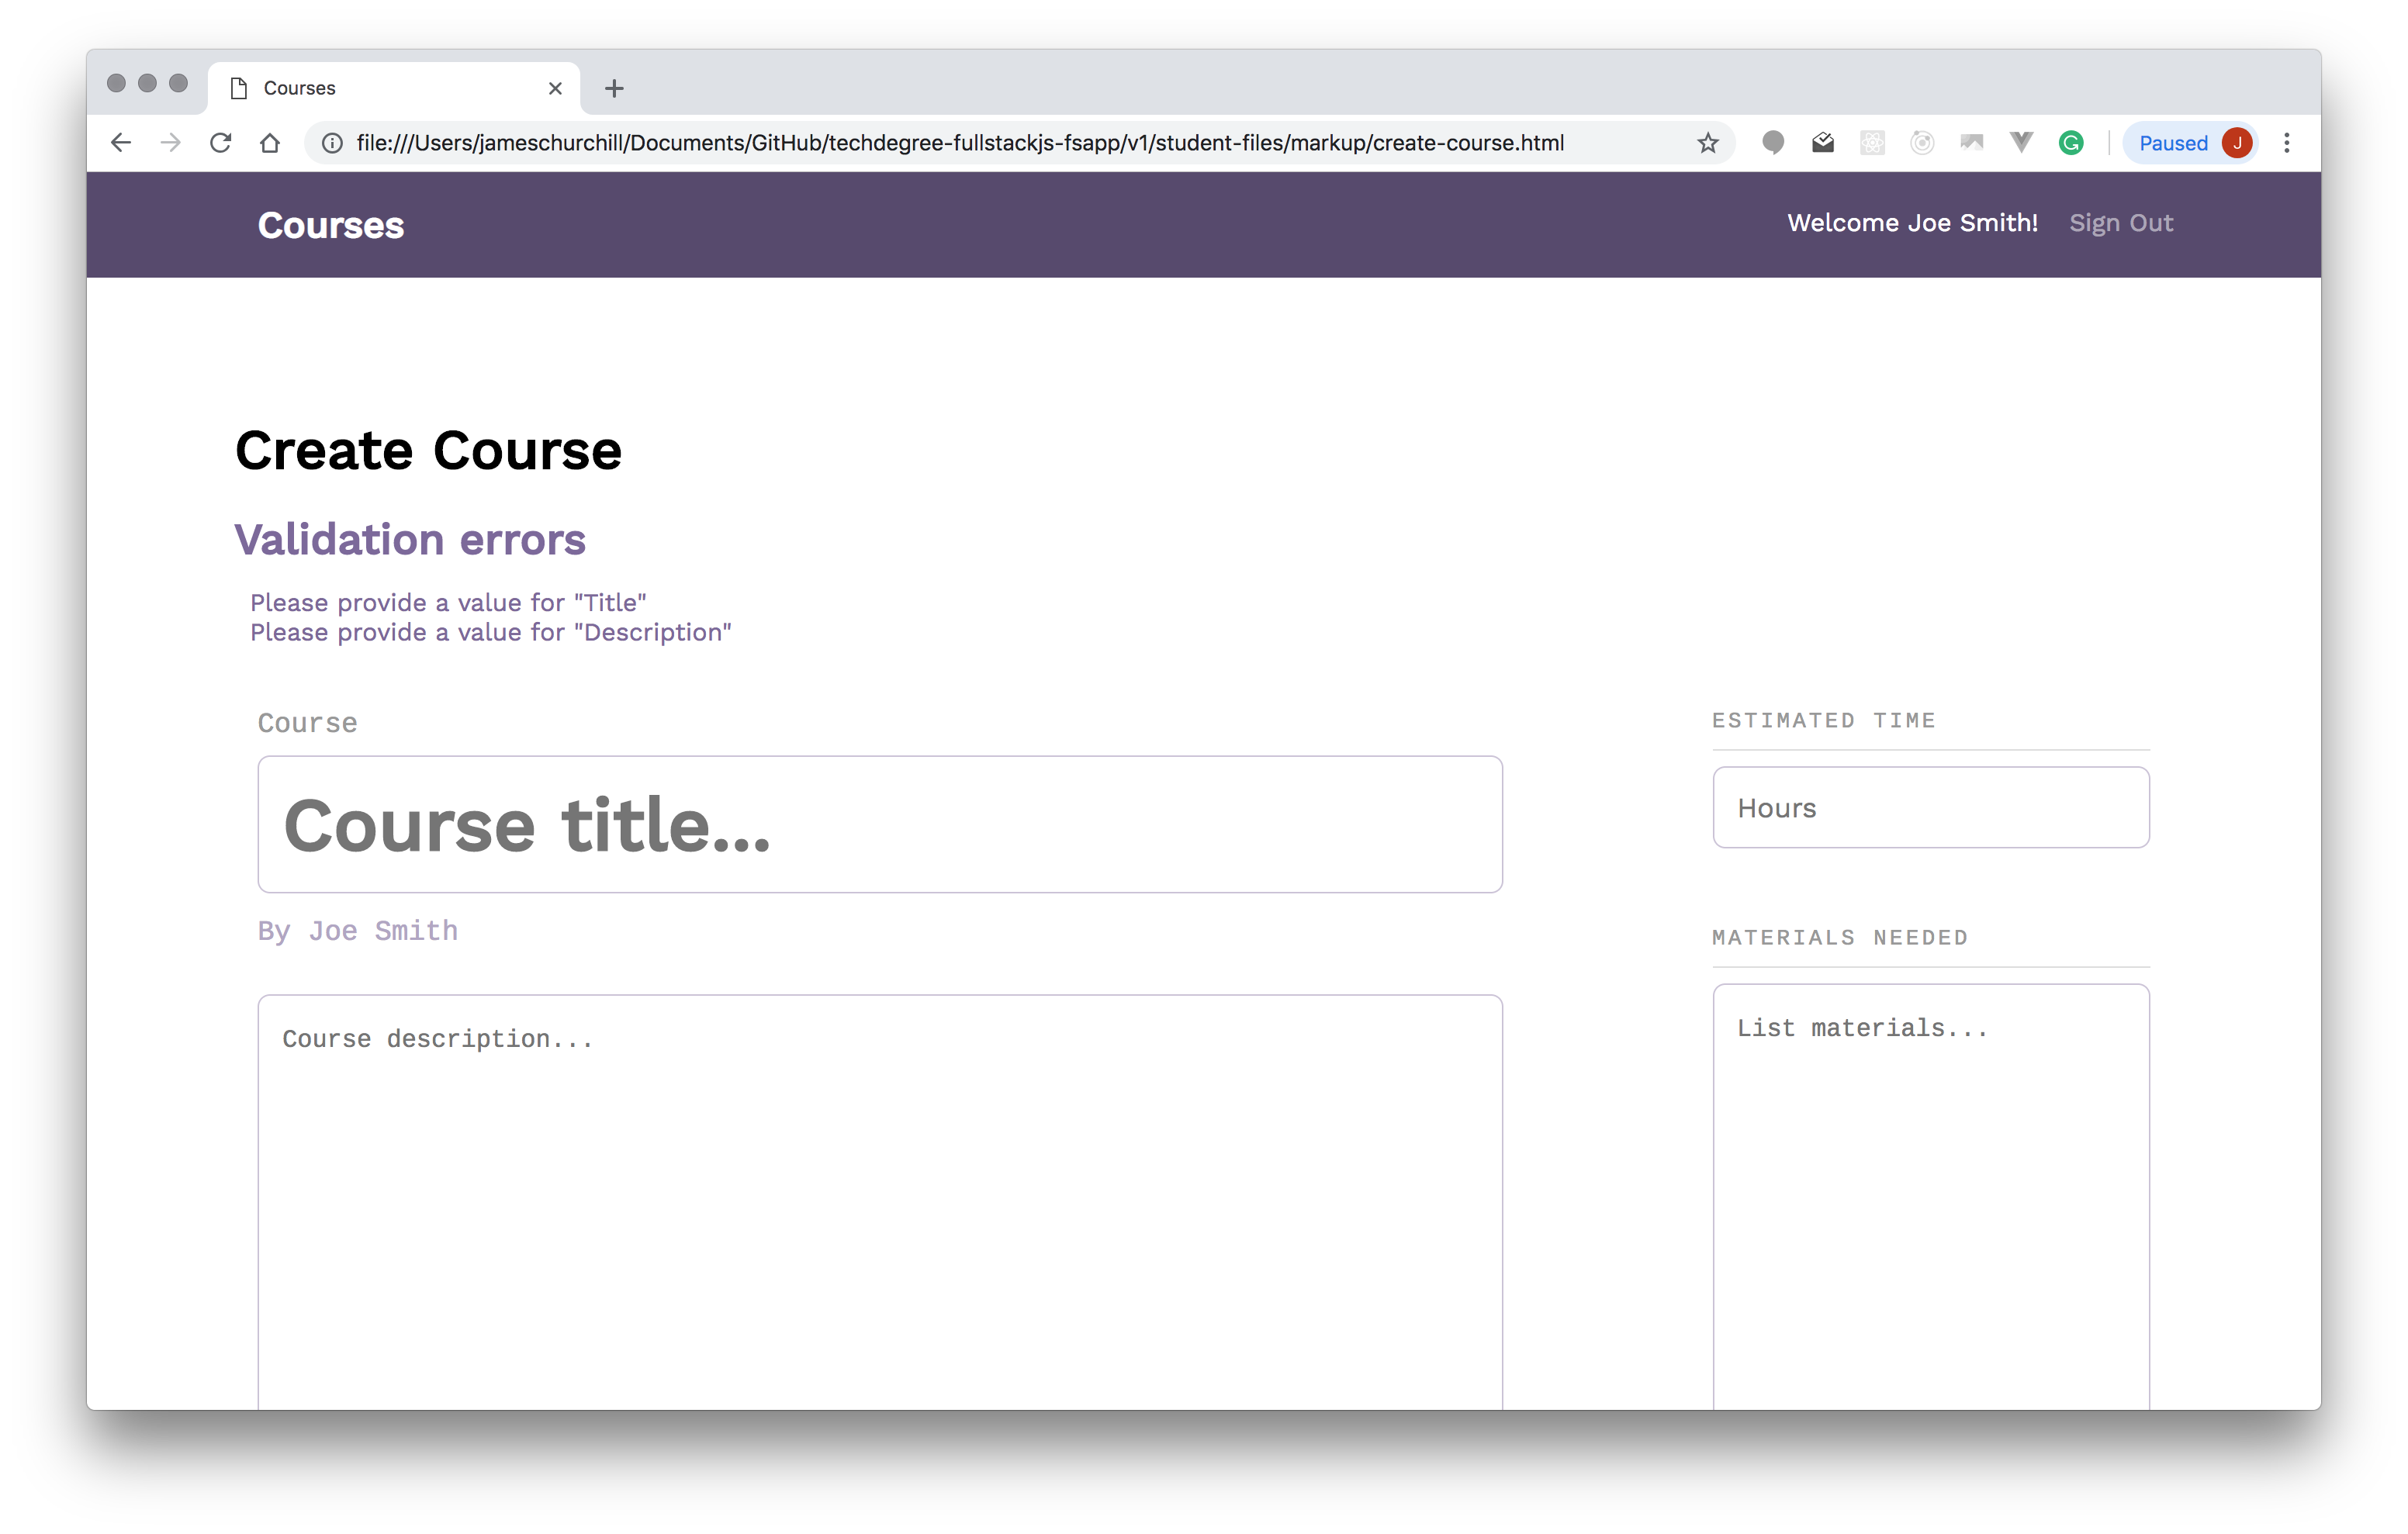 Courses
file:///Users/jameschurchill/Documents/GitHub/techdegree-fullstackjs-fsapp/v1/student-files/markup/create-course.html
Paused
J
Courses
Welcome Joe Smith!
Sign Out
Create Course
Validation errors
Please provide a value for "Title"
Please provide a value for "Description"
Course
Course title...
By Joe Smith
Course description...
ESTIMATED TIME
Hours
MATERIALS NEEDED
List materials...